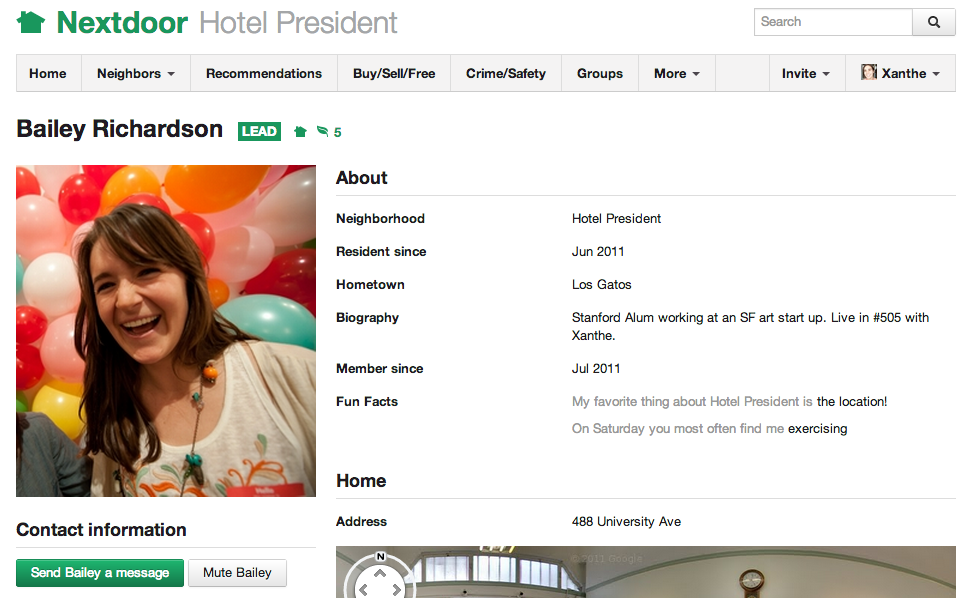 Nextdoor Hotel President
Search
Home Neighbors Recommendations Buy/Sell/Free Crime/Safety Groups More Invite Xanthe
Bailey Richardson LEAD 5
About
Neighborhood Hotel President
Resident since Jun 2011
Hometown Los Gatos
Biography Stanford Alum working at an SF art start up. Live in #505 with
Xanthe.
Member since Jul 2011
Fun Facts My favorite thing about Hotel President is the location!
On Saturday you most often find me exercising
Hello
Home
Address 488 University Ave
Contact information
Send Bailey a message Mute Bailey
N
© 2011 Google